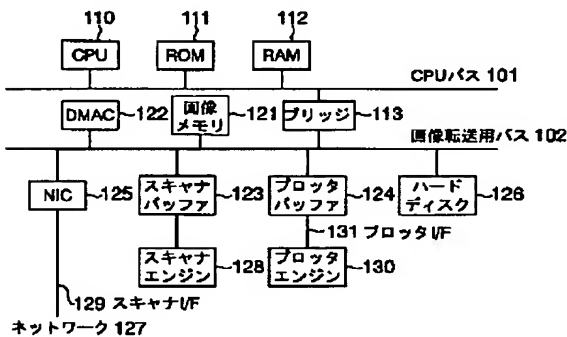 110 111 112
CPU ROM RAM
CPUバス 101
DMAC 122 画像メモリ 121 ブリッジ 113
画像転送用バス 102
NIC 125 スキャナバッファ 123 プロッタバッファ 124 ハードディスク 126
131 プロッタI/F
スキャナエンジン 128 プロッタエンジン 130
129 スキャナI/F
ネットワーク 127